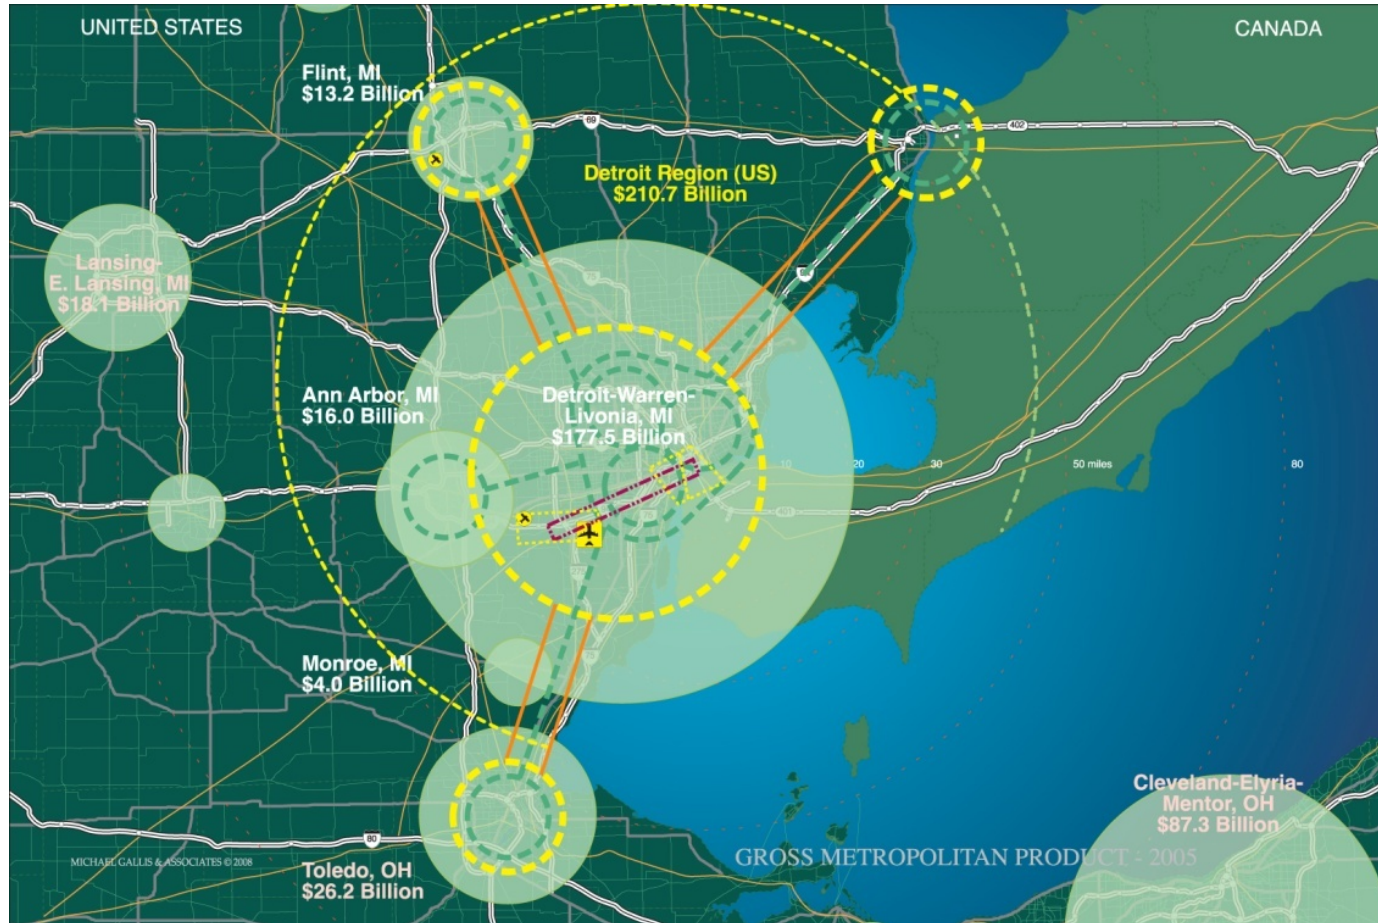 UNITED STATES
CANADA
Flint, MI
$13.2 Billion
69
402
Detroit Region (US)
$210.7 Billion
Lansing-
E. Lansing, MI
$18.1 Billion
Ann Arbor, MI
$16.0 Billion
Detroit-Warren-
Livonia, MI
$177.5 Billion
10
20
30
50 miles
80
Monroe, MI
$4.0 Billion
Cleveland-Elyria-
Mentor, OH
$87.3 Billion
80
MICHAEL GALLIS & ASSOCIATES © 2008
GROSS METROPOLITAN PRODUCT - 2005
Toledo, OH
$26.2 Billion